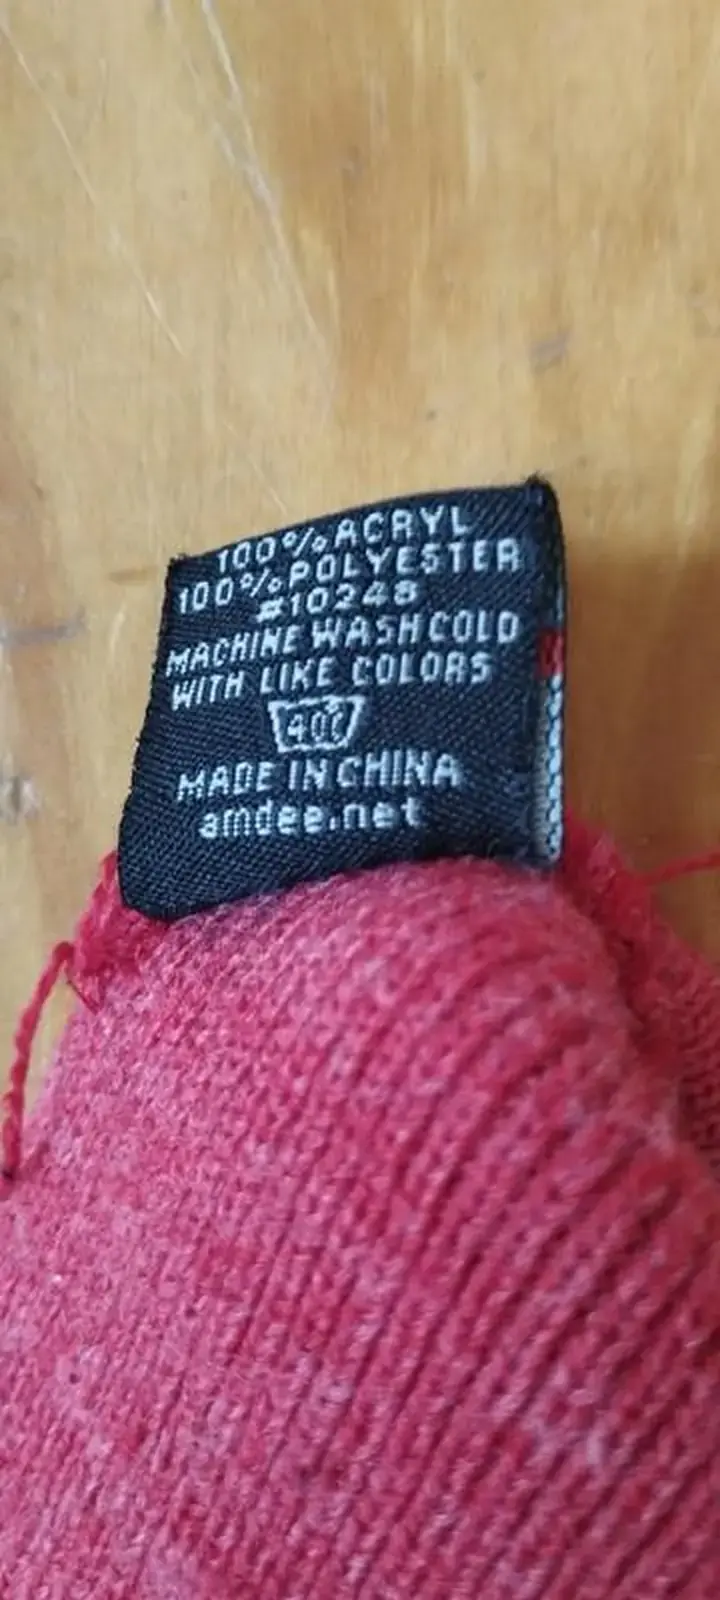 100%ACRYL
100%POLYESTER
#10248
MACHINE WASH COLD
WITH LIKE COLORS
40℃
MADE IN CHINA
amdee.net